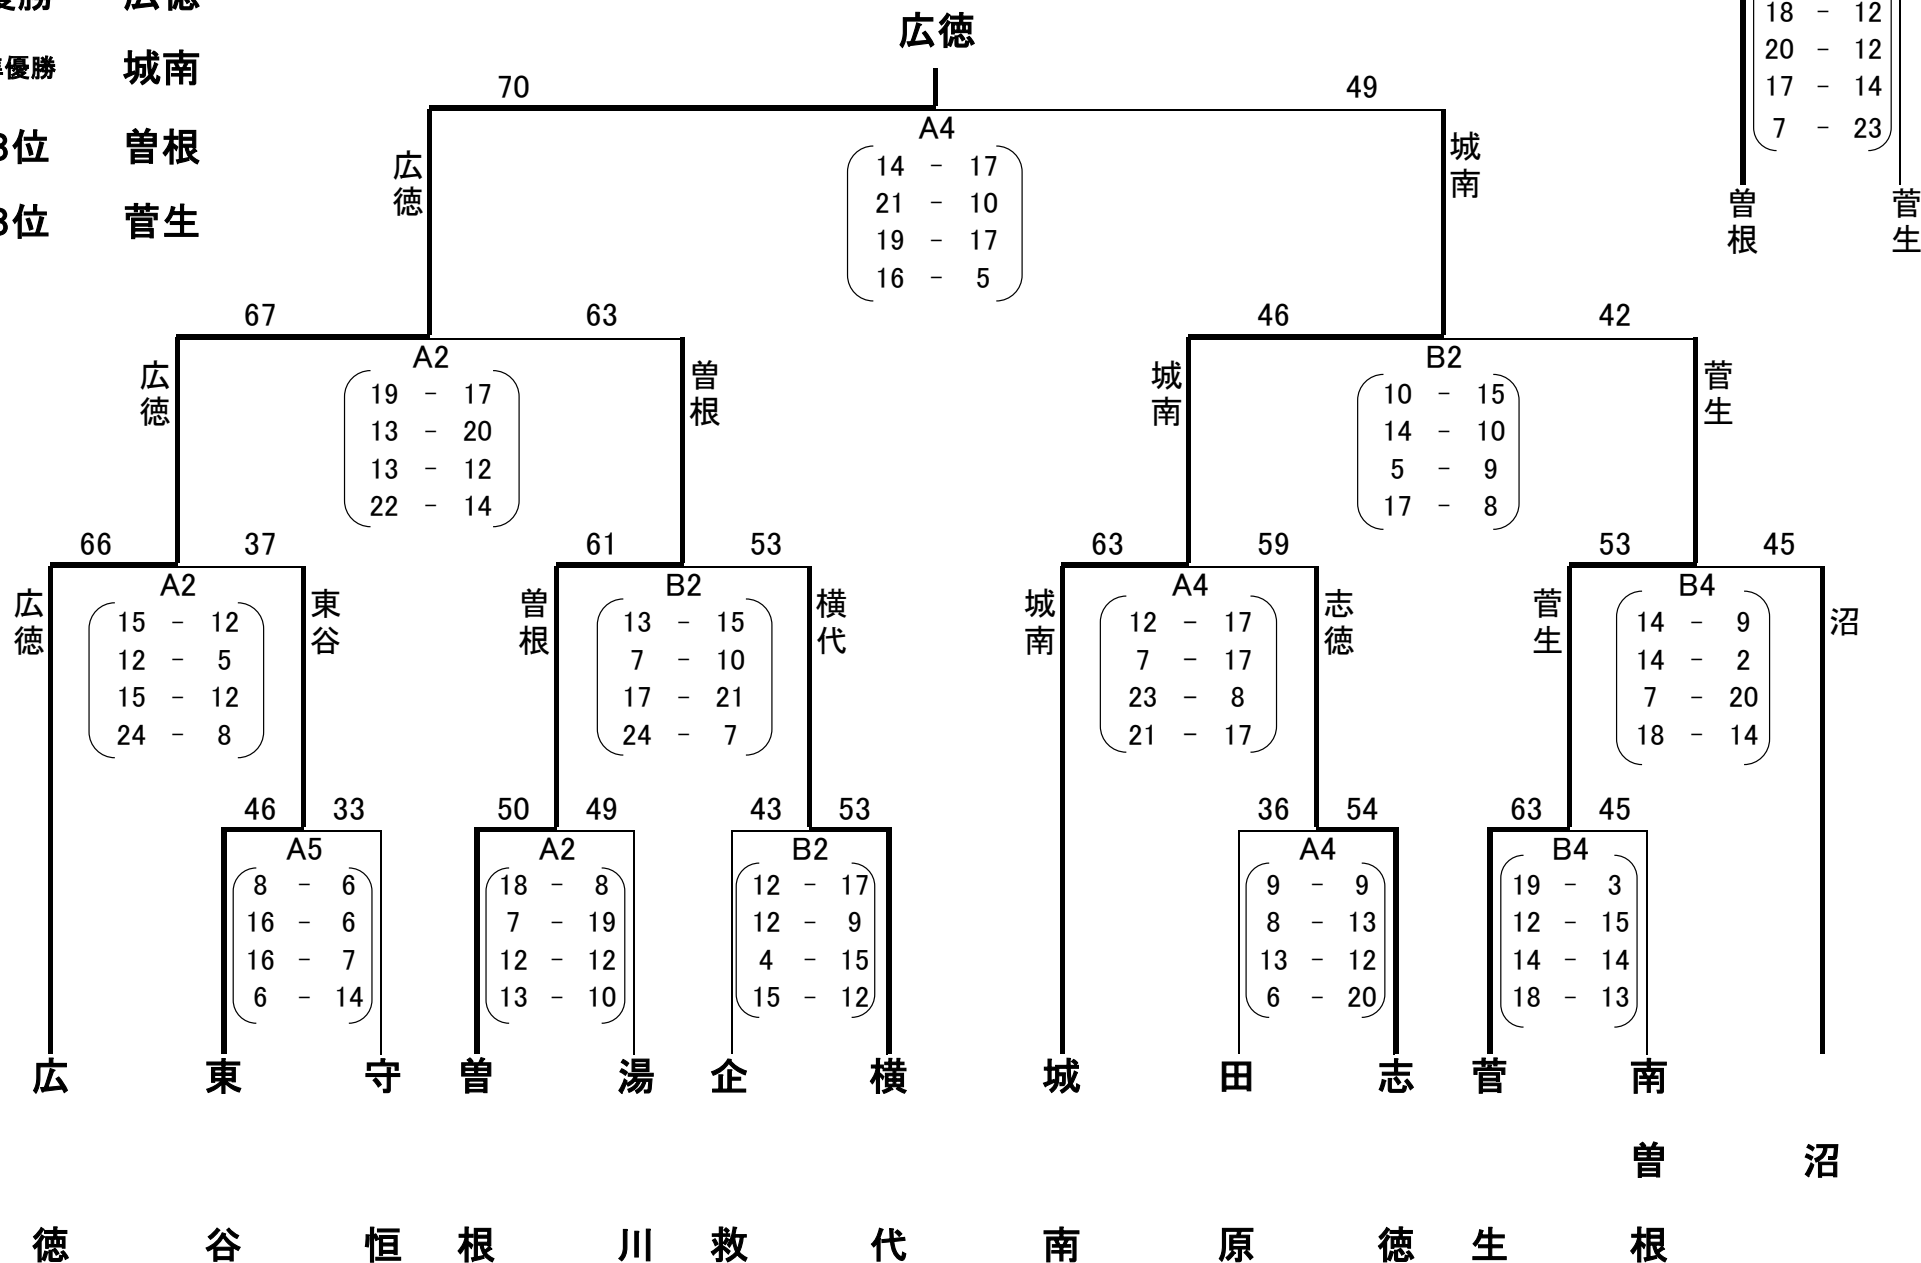 優勝 広徳
準優勝 城南
3位 曽根
3位 菅生
広徳
70 49
A4
14 - 17
21 - 10
19 - 17
16 - 5
広徳
城南
18 - 12
20 - 12
17 - 14
7 - 23
曽根
菅生
67 63
A2
19 - 17
13 - 20
13 - 12
22 - 14
広徳
曽根
46 42
B2
10 - 15
14 - 10
5 - 9
17 - 8
城南
菅生
66 37
A2
15 - 12
12 - 5
15 - 12
24 - 8
広徳
東谷
61 53
B2
13 - 15
7 - 10
17 - 21
24 - 7
曽根
横代
63 59
A4
12 - 17
7 - 17
23 - 8
21 - 17
城南
志徳
53 45
B4
14 - 9
14 - 2
7 - 20
18 - 14
菅生
沼
46 33
A5
8 - 6
16 - 6
16 - 7
6 - 14
50 49
A2
18 - 8
7 - 19
12 - 12
13 - 10
43 53
B2
12 - 17
12 - 9
4 - 15
15 - 12
36 54
A4
9 - 9
8 - 13
13 - 12
6 - 20
63 45
B4
19 - 3
12 - 15
14 - 14
18 - 13
広徳
東谷
守恒
曽根
湯川
企救
横代
城南
田原
志徳
菅生
南曽根
沼